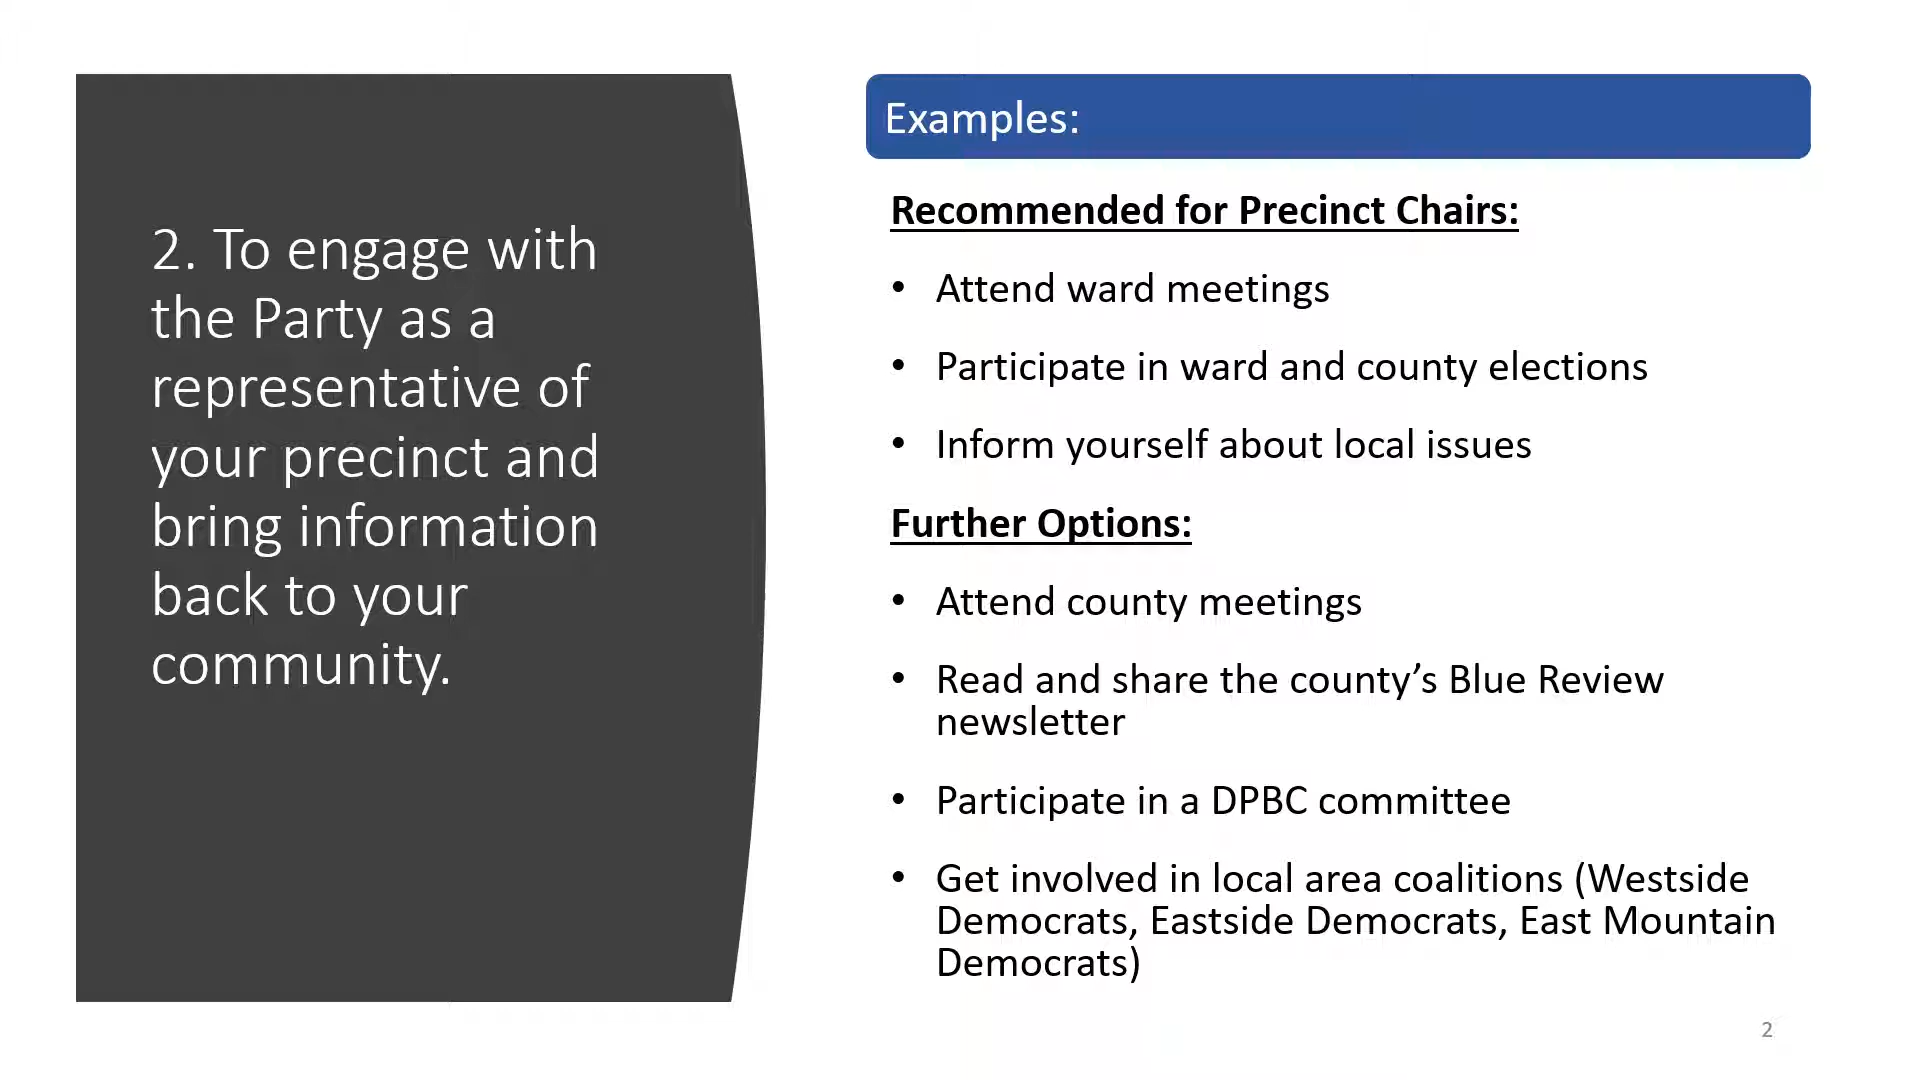 2. To engage with
the Party as a
representative of
your precinct and
bring information
back to your
community.
Examples:
Recommended for Precinct Chairs:
• Attend ward meetings
• Participate in ward and county elections
• Inform yourself about local issues
Further Options:
• Attend county meetings
• Read and share the county’s Blue Review
newsletter
• Participate in a DPBC committee
• Get involved in local area coalitions (Westside
Democrats, Eastside Democrats, East Mountain
Democrats)
2